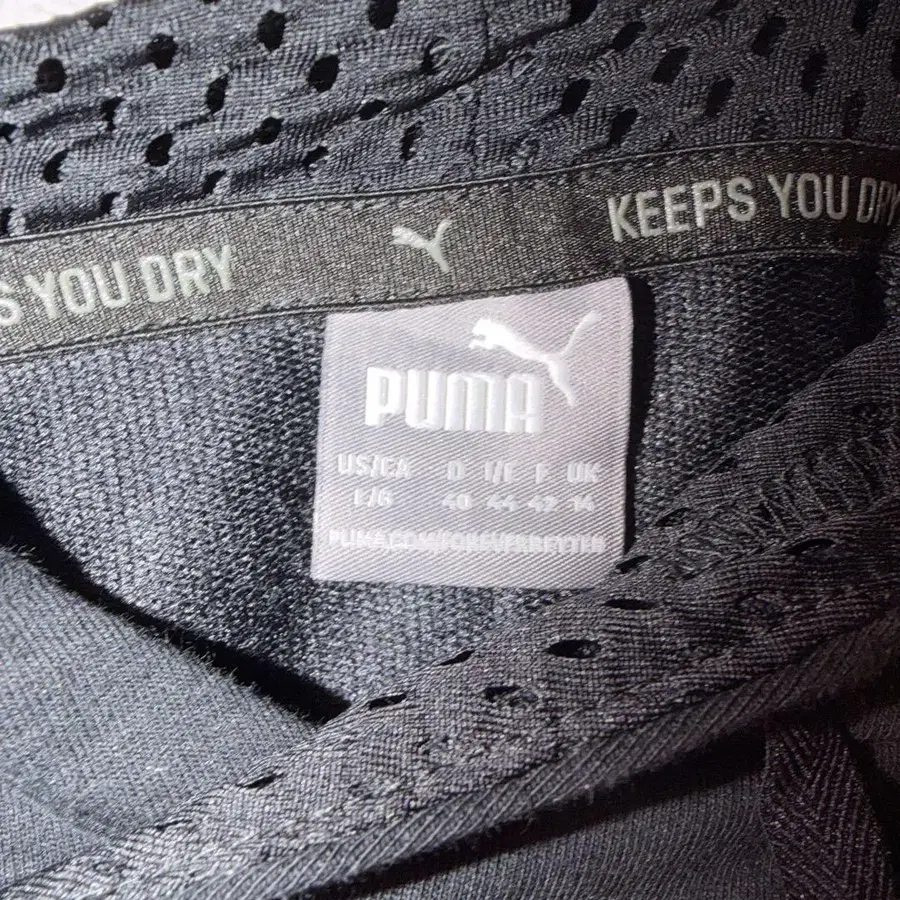 S YOU DRY
KEEPS YOU DRY
PUMA
US/CA D I/E F UK
L/G 40 44 42 14
PUMA.COM/FOREVERBETTER